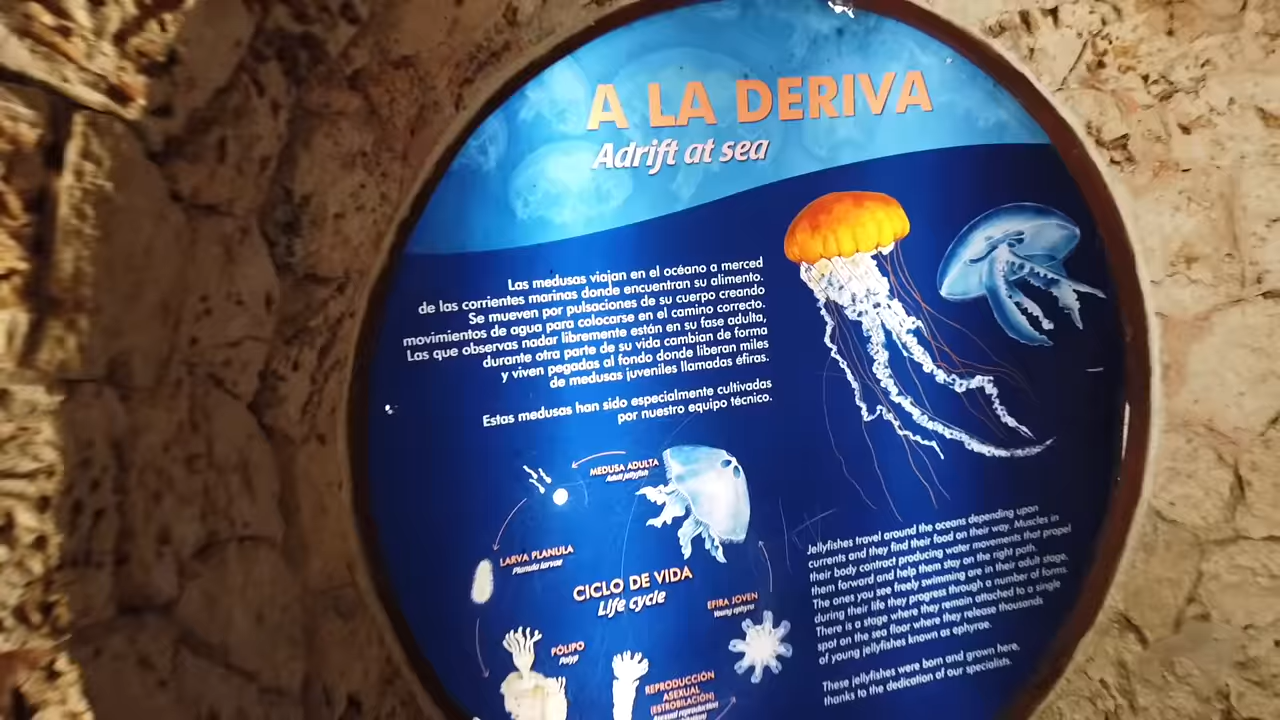 A LA DERIVA
Adrift at sea
Las medusas viajan en el océano a merced
de las corrientes marinas donde encuentran su alimento.
Se mueven por pulsaciones de su cuerpo creando
movimientos de agua para colocarse en el camino correcto.
Las que observas nadar libremente están en su fase adulta,
durante otra parte de su vida cambian de forma
y viven pegadas al fondo donde liberan miles
de medusas juveniles llamadas éfiras.
Estas medusas han sido especialmente cultivadas
por nuestro equipo técnico.
MEDUSA ADULTA
Adult jellyfish
LARVA PLANULA
Planula larvae
CICLO DE VIDA
Life cycle
EFIRA JOVEN
Young ephyra
PÓLIPO
Polyp
REPRODUCCIÓN
ASEXUAL
(ESTROBILACIÓN)
Asexual reproduction
Jellyfishes travel around the oceans depending upon
currents and they find their food on their way. Muscles in
their body contract producing water movements that propel
them forward and help them stay on the right path.
The ones you see freely swimming are in their adult stage,
during their life they progress through a number of forms.
There is a stage where they remain attached to a single
spot on the sea floor where they release thousands
of young jellyfishes known as ephyrae.
These jellyfishes were born and grown here,
thanks to the dedication of our specialists.